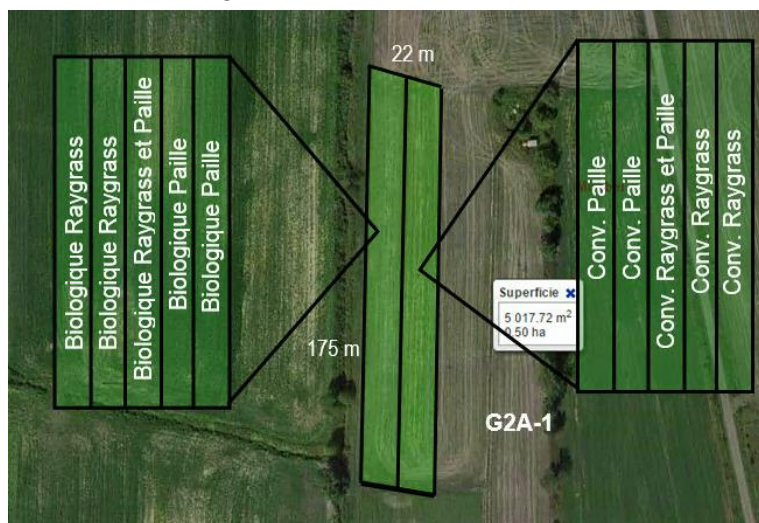 22 m
Biologique Raygrass
Biologique Raygrass
Biologique Raygrass et Paille
Biologique Paille
Biologique Paille
Conv. Paille
Conv. Paille
Conv. Raygrass et Paille
Conv. Raygrass
Conv. Raygrass
Superficie ✖
5 017.72 m²
0.50 ha
175 m
G2A-1